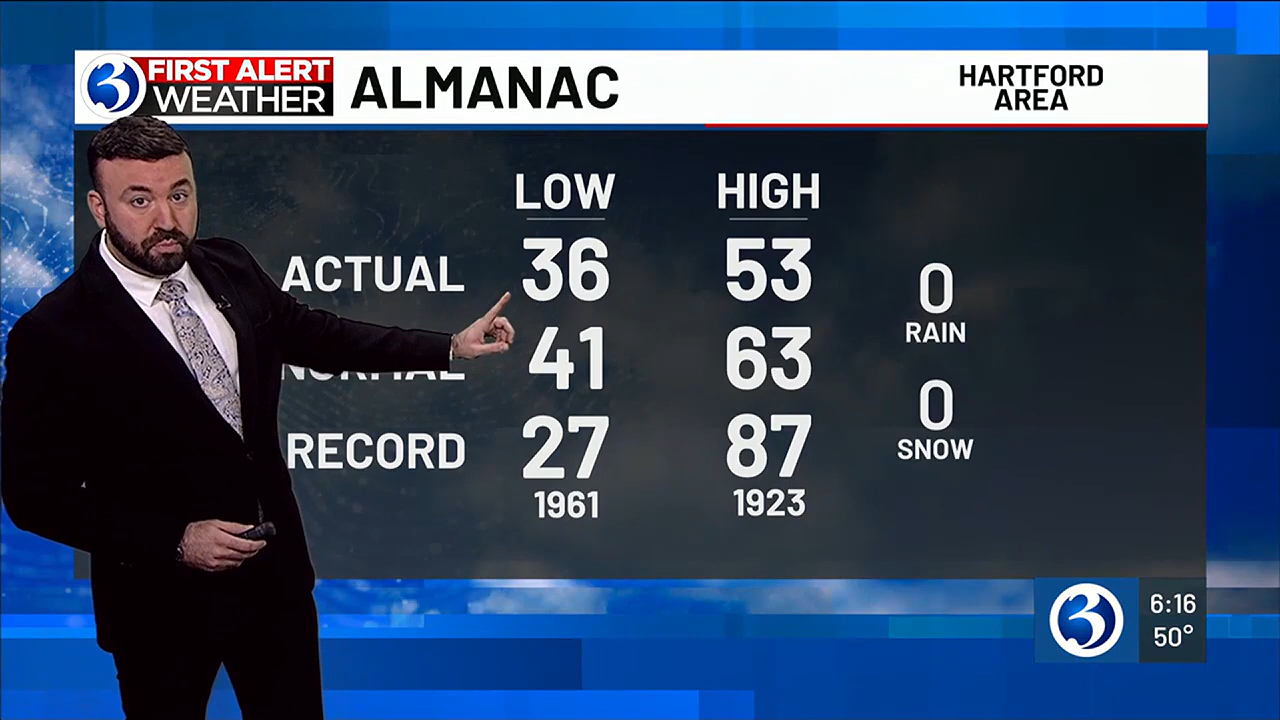 3 FIRST ALERT
WEATHER
ALMANAC
HARTFORD
AREA
LOW HIGH
ACTUAL 36 53
NORMAL 41 63
RECORD 27 87
1961 1923
0
RAIN
0
SNOW
3
6:16
50°